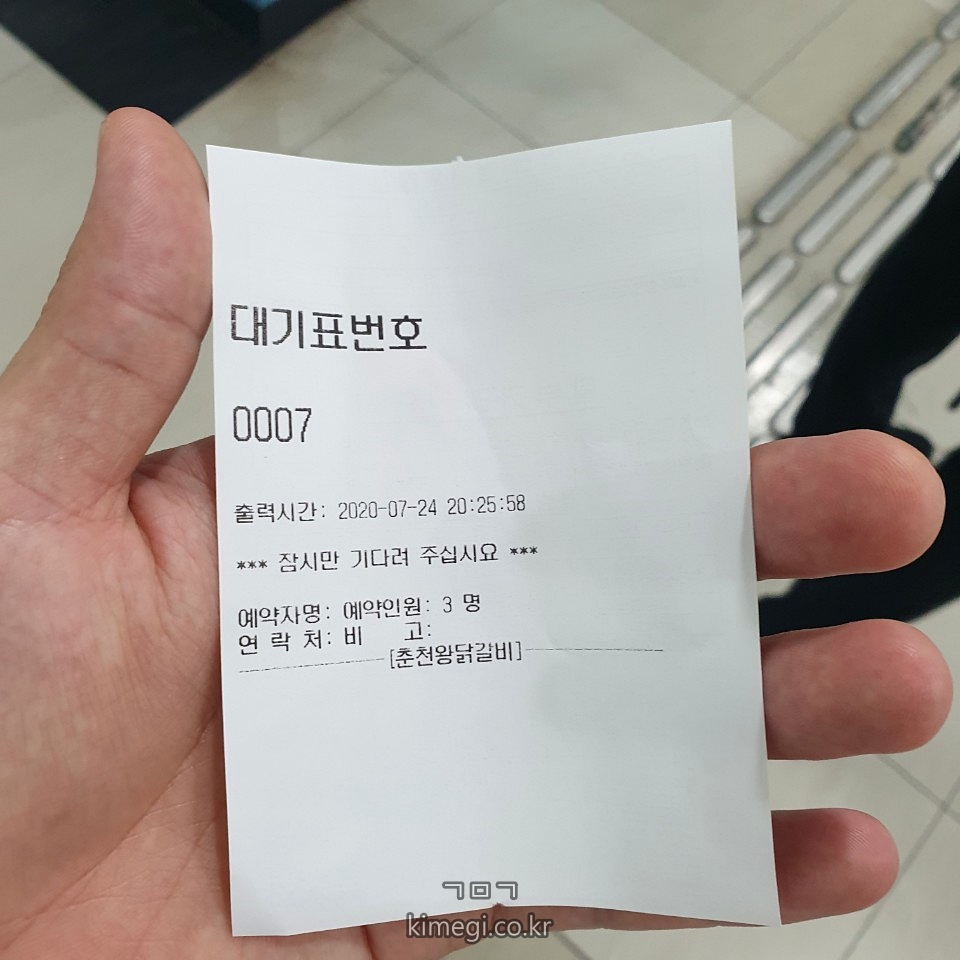 대기표번호
0007
출력시간: 2020-07-24 20:25:58
*** 잠시만 기다려 주십시요 ***
예약자명: 예약인원: 3 명
연 락 처: 비 고:
[춘천왕닭갈비]
ㄱㅁㄱ
kimegi.co.kr